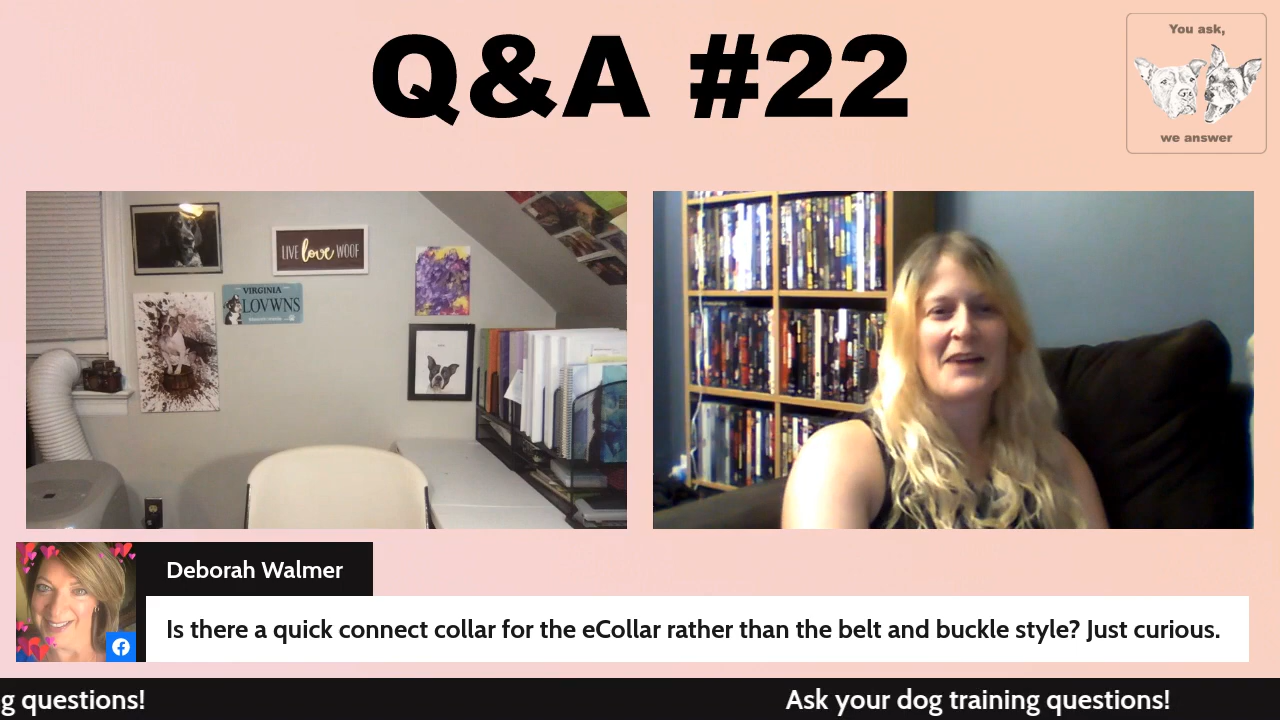 Q&A #22
You ask,
we answer
LIVE love WOOF
VIRGINIA
LOVWNS
Deborah Walmer
Is there a quick connect collar for the eCollar rather than the belt and buckle style? Just curious.
g questions!
Ask your dog training questions!